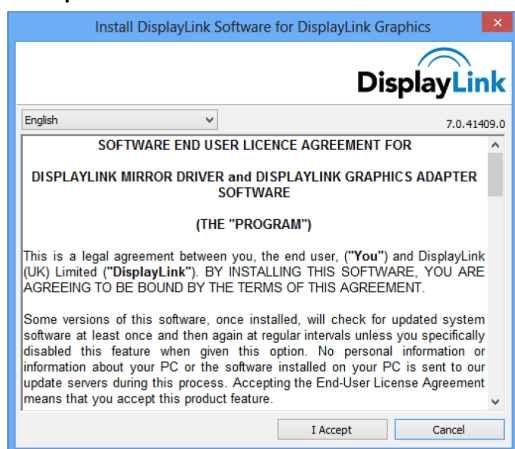 Install DisplayLink Software for DisplayLink Graphics
DisplayLink
English
7.0.41409.0
SOFTWARE END USER LICENCE AGREEMENT FOR
DISPLAYLINK MIRROR DRIVER and DISPLAYLINK GRAPHICS ADAPTER
SOFTWARE
(THE "PROGRAM")
This is a legal agreement between you, the end user, ("You") and DisplayLink
(UK) Limited ("DisplayLink"). BY INSTALLING THIS SOFTWARE, YOU ARE
AGREEING TO BE BOUND BY THE TERMS OF THIS AGREEMENT.
Some versions of this software, once installed, will check for updated system
software at least once and then again at regular intervals unless you specifically
disabled this feature when given this option. No personal information or
information about your PC or the software installed on your PC is sent to our
update servers during this process. Accepting the End-User License Agreement
means that you accept this product feature.
I Accept
Cancel